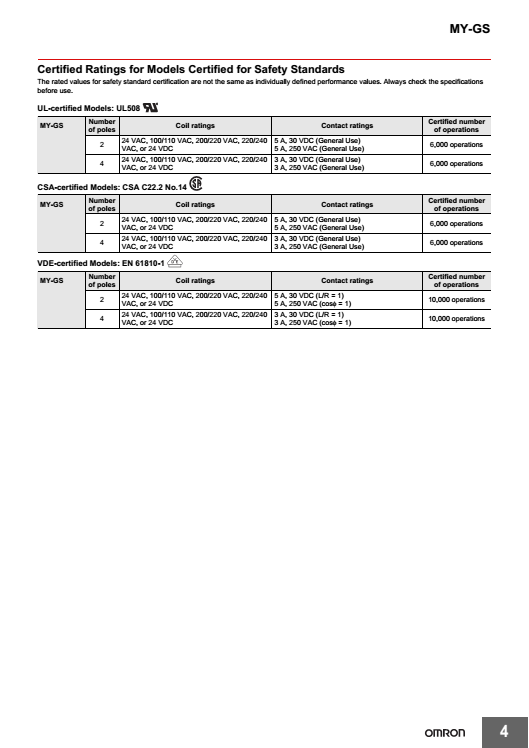 MY-GS
Certified Ratings for Models Certified for Safety Standards
The rated values for safety standard certification are not the same as individually defined performance values. Always check the specifications
before use.
UL-certified Models: UL508
MY-GS
Number
of poles
Coil ratings
Contact ratings
Certified number
of operations
2
24 VAC, 100/110 VAC, 200/220 VAC, 220/240
VAC, or 24 VDC
5 A, 30 VDC (General Use)
5 A, 250 VAC (General Use)
6,000 operations
4
24 VAC, 100/110 VAC, 200/220 VAC, 220/240
VAC, or 24 VDC
3 A, 30 VDC (General Use)
3 A, 250 VAC (General Use)
6,000 operations
CSA-certified Models: CSA C22.2 No.14
MY-GS
Number
of poles
Coil ratings
Contact ratings
Certified number
of operations
2
24 VAC, 100/110 VAC, 200/220 VAC, 220/240
VAC, or 24 VDC
5 A, 30 VDC (General Use)
5 A, 250 VAC (General Use)
6,000 operations
4
24 VAC, 100/110 VAC, 200/220 VAC, 220/240
VAC, or 24 VDC
3 A, 30 VDC (General Use)
3 A, 250 VAC (General Use)
6,000 operations
VDE-certified Models: EN 61810-1
MY-GS
Number
of poles
Coil ratings
Contact ratings
Certified number
of operations
2
24 VAC, 100/110 VAC, 200/220 VAC, 220/240
VAC, or 24 VDC
5 A, 30 VDC (L/R = 1)
5 A, 250 VAC (cosϕ = 1)
10,000 operations
4
24 VAC, 100/110 VAC, 200/220 VAC, 220/240
VAC, or 24 VDC
3 A, 30 VDC (L/R = 1)
3 A, 250 VAC (cosϕ = 1)
10,000 operations
OMRON
4